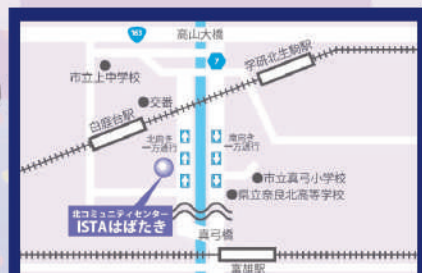 163
高山大橋
7
学研北生駒駅
市立上中学校
交番
白庭台駅
北向き
一方通行
南向き
一方通行
市立真弓小学校
県立奈良北高等学校
北コミュニティセンター
ISTAはばたき
真弓橋
富雄駅